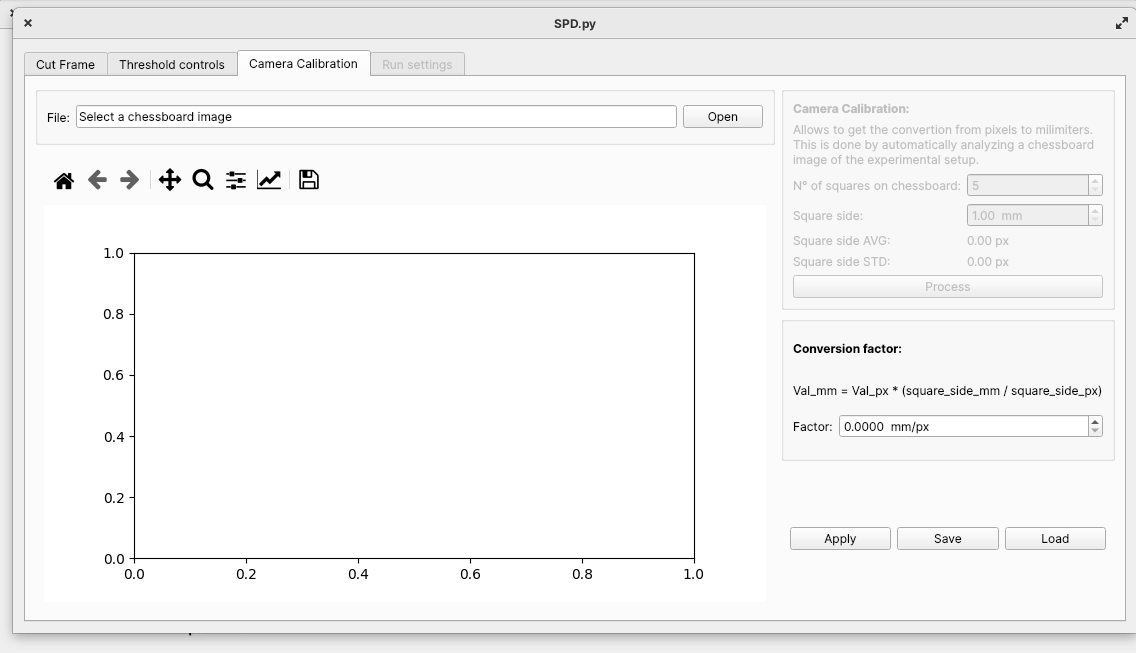 SPD.py
Cut Frame
Threshold controls
Camera Calibration
Run settings
File:
Select a chessboard image
Open
1.0
0.8
0.6
0.4
0.2
0.0
0.0
0.2
0.4
0.6
0.8
1.0
Camera Calibration:
Allows to get the convertion from pixels to milimiters.
This is done by automatically analyzing a chessboard
image of the experimental setup.
N° of squares on chessboard:
5
Square side:
1.00 mm
Square side AVG:
0.00 px
Square side STD:
0.00 px
Process
Conversion factor:
Val_mm = Val_px * (square_side_mm / square_side_px)
Factor:
0.0000 mm/px
Apply
Save
Load